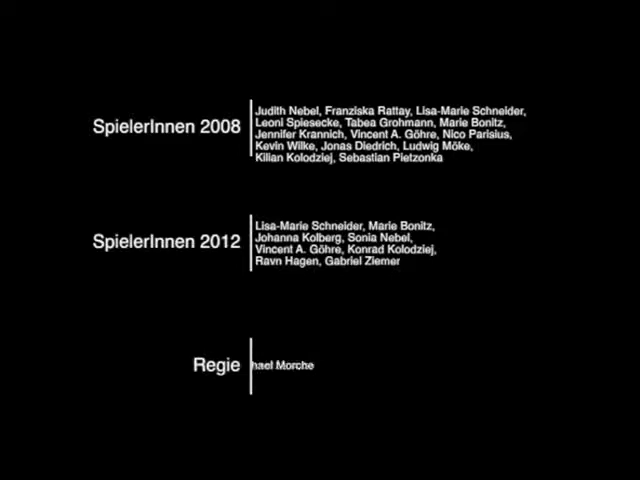 SpielerInnen 2008
Judith Nebel, Franziska Rattay, Lisa-Marie Schneider,
Leoni Spiesecke, Tabea Grohmann, Marie Bonitz,
Jennifer Krannich, Vincent A. Göhre, Nico Parisius,
Kevin Wilke, Jonas Diedrich, Ludwig Möke,
Kilian Kolodziej, Sebastian Pietzonka
SpielerInnen 2012
Lisa-Marie Schneider, Marie Bonitz,
Johanna Kolberg, Sonia Nebel,
Vincent A. Göhre, Konrad Kolodziej,
Ravn Hagen, Gabriel Ziemer
Regie
hael Morche